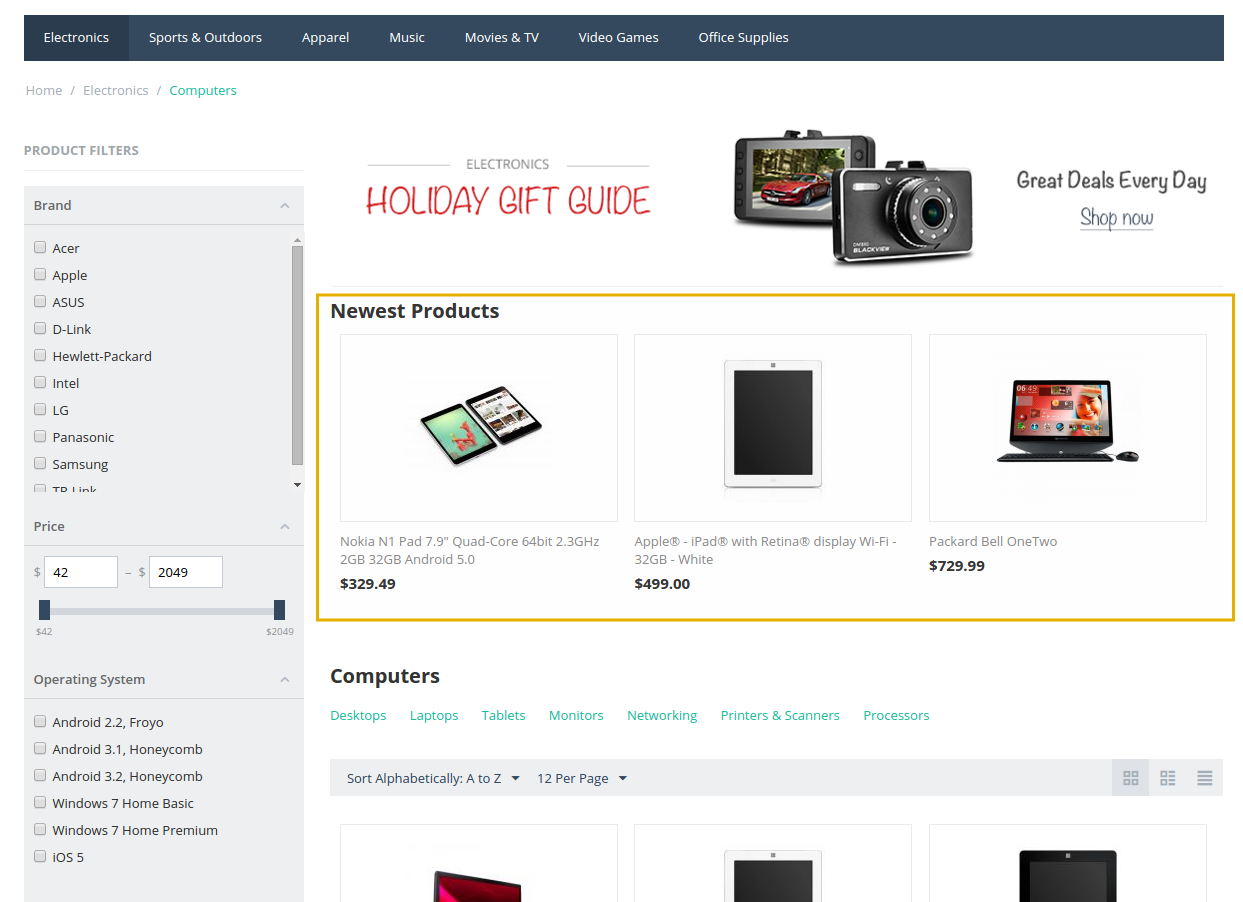 Electronics Sports & Outdoors Apparel Music Movies & TV Video Games Office Supplies
Home / Electronics / Computers
PRODUCT FILTERS
Brand
Acer
Apple
ASUS
D-Link
Hewlett-Packard
Intel
LG
Panasonic
Samsung
TP-Link
Price
$ 42 – $ 2049
$42 $2049
Operating System
Android 2.2, Froyo
Android 3.1, Honeycomb
Android 3.2, Honeycomb
Windows 7 Home Basic
Windows 7 Home Premium
iOS 5
ELECTRONICS
HOLIDAY GIFT GUIDE
BLACKVIEW
Great Deals Every Day
Shop now
Newest Products
06:49
Nokia N1 Pad 7.9" Quad-Core 64bit 2.3GHz
2GB 32GB Android 5.0
$329.49
Apple® - iPad® with Retina® display Wi-Fi -
32GB - White
$499.00
Packard Bell OneTwo
$729.99
Computers
Desktops Laptops Tablets Monitors Networking Printers & Scanners Processors
Sort Alphabetically: A to Z 12 Per Page